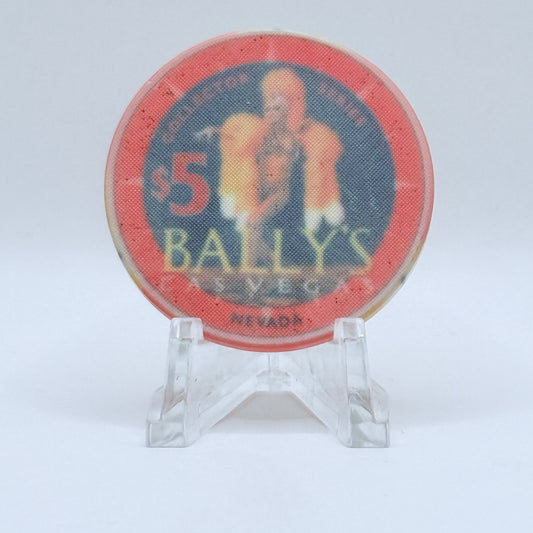 COLLECTOR SERIES
$5
BALLY'S
LAS VEGAS
NEVADA